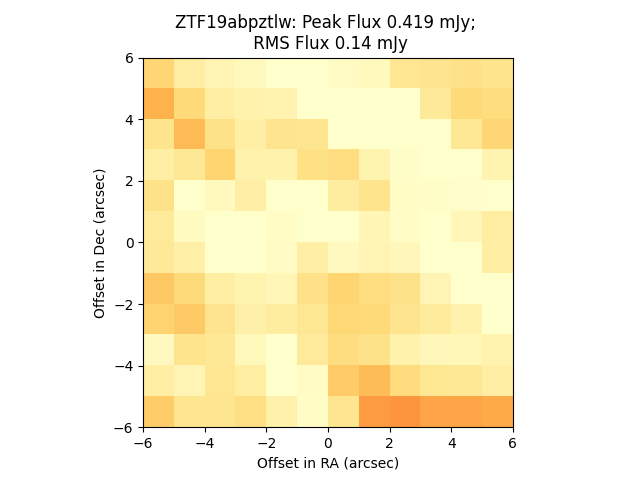 ZTF19abpztlw: Peak Flux 0.419 mJy;
RMS Flux 0.14 mJy
6
4
2
0
−2
−4
−6
Offset in Dec (arcsec)
−6 −4 −2 0 2 4 6
Offset in RA (arcsec)